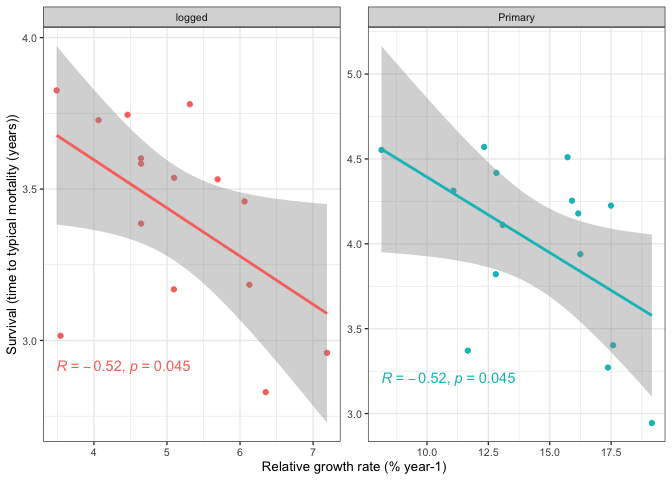 logged
Primary
Survival (time to typical mortality (years))
4.0
3.5
3.0
5.0
4.5
4.0
3.5
3.0
R = −0.52, p = 0.045
R = −0.52, p = 0.045
4 5 6 7
10.0 12.5 15.0 17.5
Relative growth rate (% year-1)